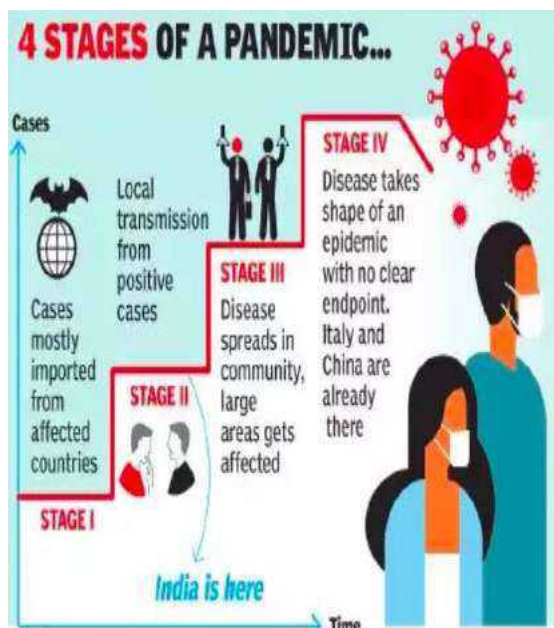 4 STAGES OF A PANDEMIC...
Cases
Cases
mostly
imported
from
affected
countries
STAGE I
Local
transmission
from
positive
cases
STAGE II
India is here
STAGE III
Disease
spreads in
community,
large
areas gets
affected
STAGE IV
Disease takes
shape of an
epidemic
with no clear
endpoint.
Italy and
China are
already
there
Time